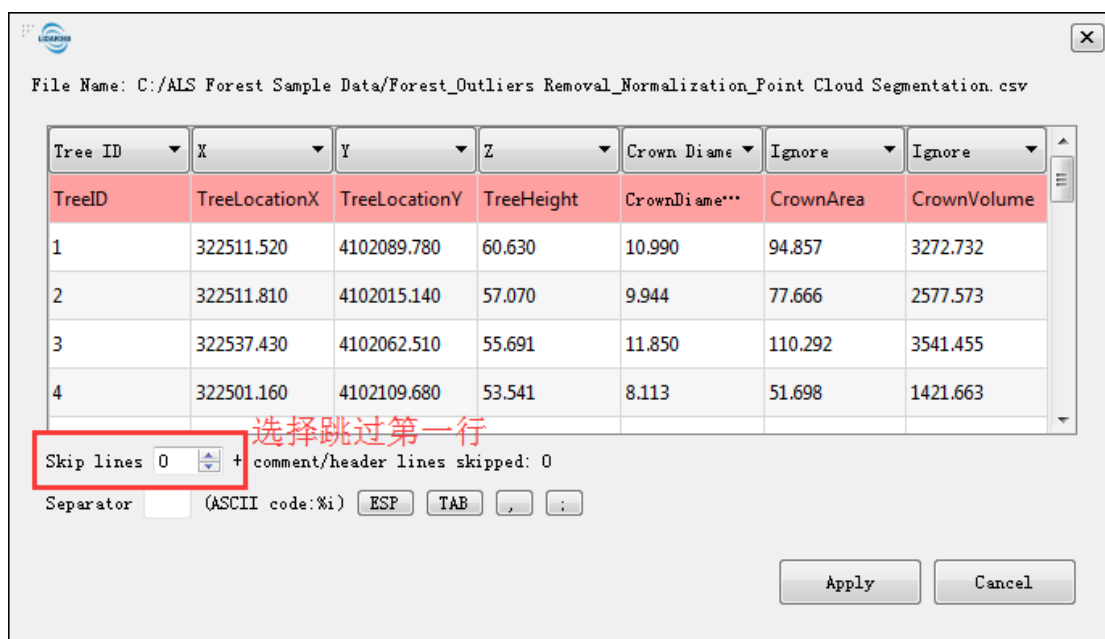 LiDAR360
File Name: C:/ALS Forest Sample Data/Forest_Outliers Removal_Normalization_Point Cloud Segmentation.csv
Tree ID X Y Z Crown Diame Ignore Ignore
TreeID TreeLocationX TreeLocationY TreeHeight CrownDiame... CrownArea CrownVolume
1 322511.520 4102089.780 60.630 10.990 94.857 3272.732
2 322511.810 4102015.140 57.070 9.944 77.666 2577.573
3 322537.430 4102062.510 55.691 11.850 110.292 3541.455
4 322501.160 4102109.680 53.541 8.113 51.698 1421.663
选择跳过第一行
Skip lines 0 + comment/header lines skipped: 0
Separator (ASCII code:%i) ESP TAB , ;
Apply Cancel